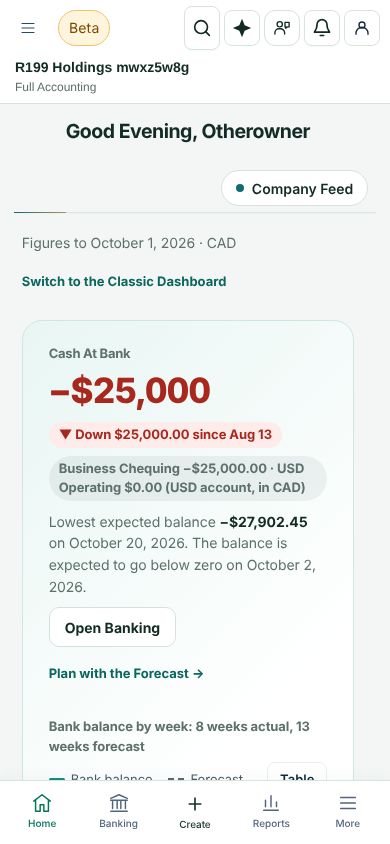 Beta
R199 Holdings mwxz5w8g
Full Accounting
Good Evening, Otherowner
Company Feed
Figures to October 1, 2026 · CAD
Switch to the Classic Dashboard
Cash At Bank
−$25,000
▼ Down $25,000.00 since Aug 13
Business Chequing −$25,000.00 · USD
Operating $0.00 (USD account, in CAD)
Lowest expected balance −$27,902.45
on October 20, 2026. The balance is
expected to go below zero on October 2,
2026.
Open Banking
Plan with the Forecast →
Bank balance by week: 8 weeks actual, 13
weeks forecast
Bank balance Forecast Table
Home Banking Create Reports More